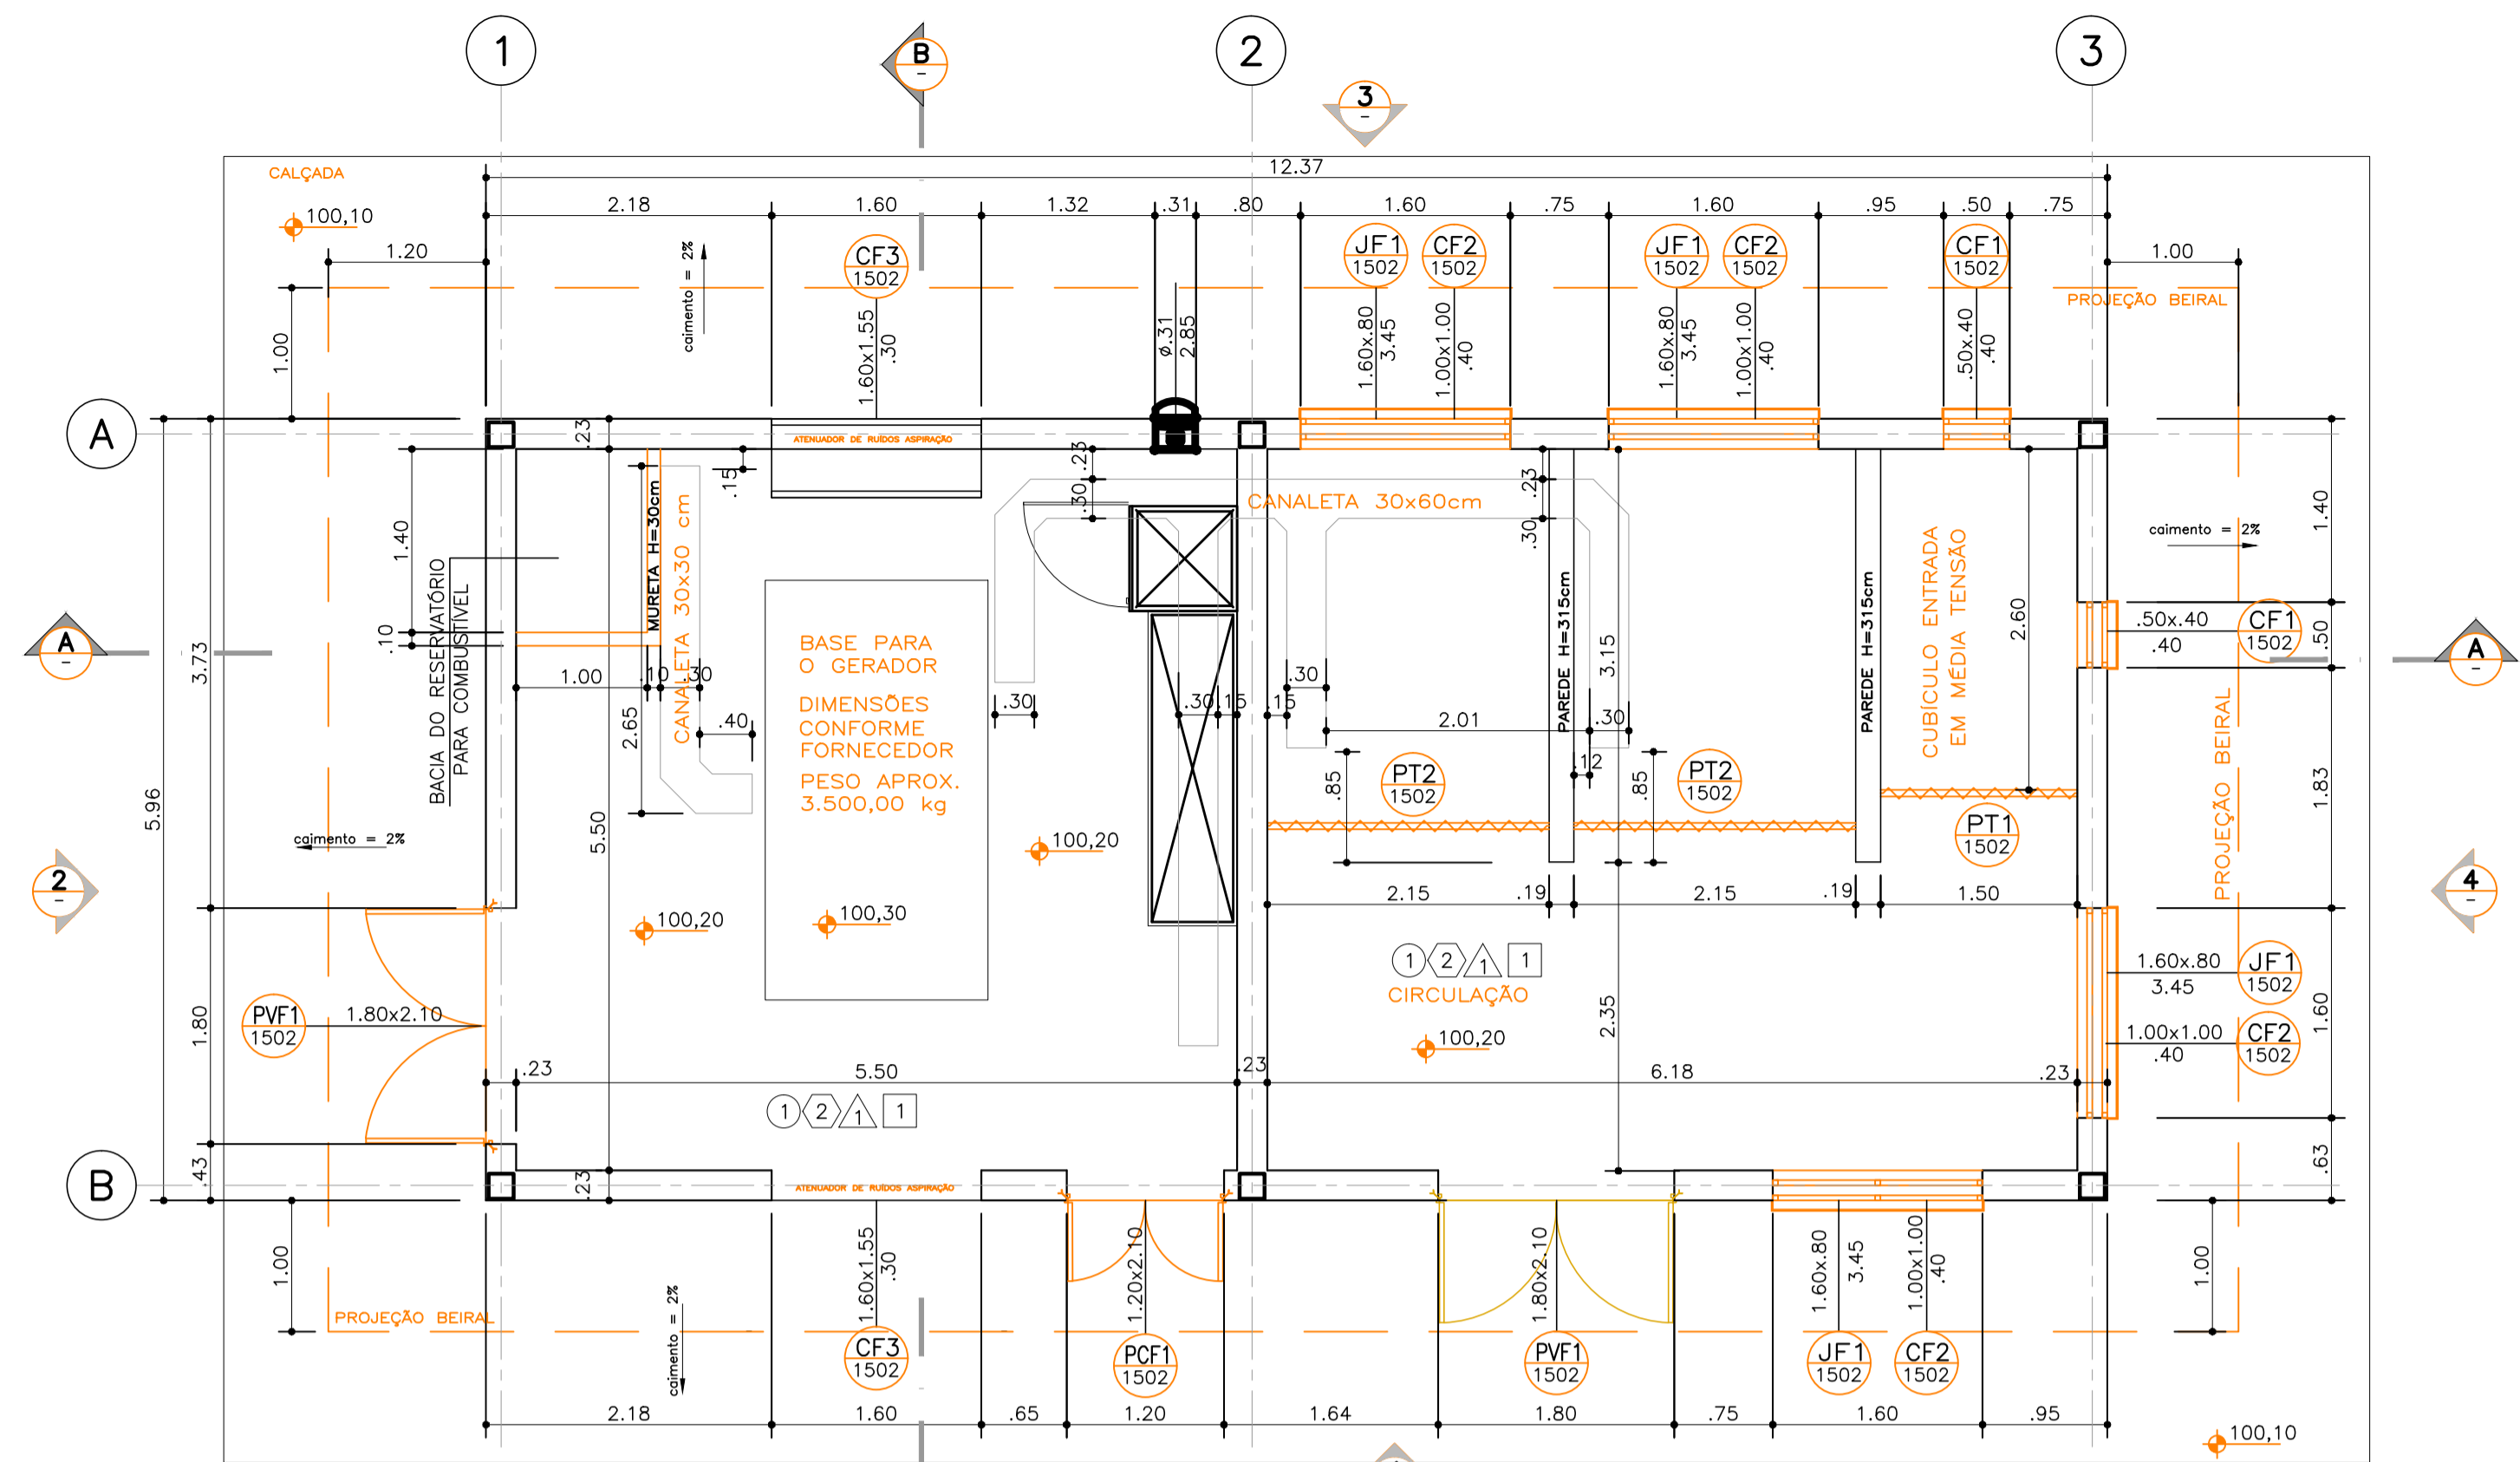 1
B
-
2
3
3
-
12.37
CALÇADA
100,10
2.18
1.60
1.32
.31
.80
1.60
.75
1.60
.95
.50
.75
1.20
caimento = 2%
CF3
1502
JF1
1502
CF2
1502
JF1
1502
CF2
1502
CF1
1502
1.00
PROJEÇÃO BEIRAL
1.00
1.60x1.55
.30
ø.31
2.85
1.60x.80
3.45
1.00x1.00
.40
1.60x.80
3.45
1.00x1.00
.40
.50x.40
.40
A
.23
ATENUADOR DE RUÍDOS ASPIRAÇÃO
.15
.23
.30
CANALETA 30x60cm
.23
.30
1.40
MURETA H=30cm
CANALETA 30x30 cm
CUBÍCULO ENTRADA
EM MÉDIA TENSÃO
2.60
1.40
caimento = 2%
BACIA DO RESERVATÓRIO
PARA COMBUSTÍVEL
PAREDE H=315cm
PAREDE H=315cm
3.15
.10
A
-
3.73
BASE PARA
O GERADOR
DIMENSÕES
CONFORME
FORNECEDOR
PESO APROX.
3.500,00 kg
1.00
.10
.30
.40
2.65
.30
.30
.15
.15
.30
2.01
.30
.12
.50x.40
.40
CF1
1502
.50
A
-
.85
PT2
1502
.85
PT2
1502
PT1
1502
PROJEÇÃO BEIRAL
1.83
5.96
5.50
caimento = 2%
100,20
2
-
100,20
100,30
2.15
.19
2.15
.19
1.50
4
-
1
2
1
1
CIRCULAÇÃO
2.35
1.60x.80
3.45
JF1
1502
1.00x1.00
.40
CF2
1502
1.60
PVF1
1502
1.80x2.10
1.80
100,20
.23
5.50
.23
6.18
.23
1
2
1
1
B
.43
.23
ATENUADOR DE RUÍDOS ASPIRAÇÃO
.63
1.00
PROJEÇÃO BEIRAL
caimento = 2%
1.60x1.55
.30
1.20x2.10
1.80x2.10
1.60x.80
3.45
1.00x1.00
.40
1.00
CF3
1502
PCF1
1502
PVF1
1502
JF1
1502
CF2
1502
2.18
1.60
.65
1.20
1.64
1.80
.75
1.60
.95
100,10